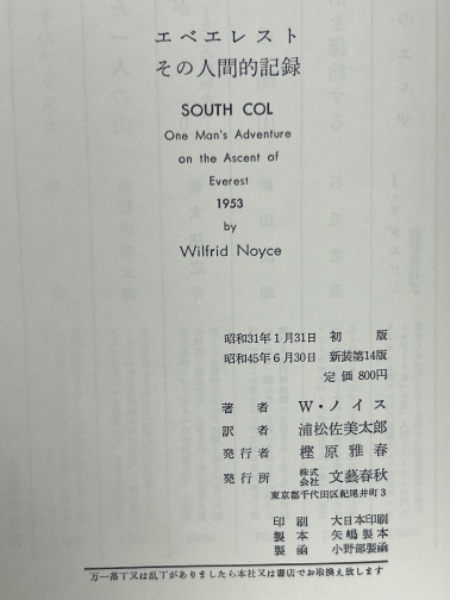 エベエレスト
その人間的記録
SOUTH COL
One Man's Adventure
on the Ascent of
Everest
1953
by
Wilfrid Noyce
昭和31年1月31日 初版
昭和45年6月30日 新装第14版
定価 800円
著者 W・ノイス
訳者 浦松佐美太郎
発行者 樫原雅春
発行所 株式会社 文藝春秋
東京都千代田区紀尾井町3
印刷 大日本印刷
製本 矢嶋製本
製函 小野部製函
万一落丁又は乱丁がありましたら本社又は書店でお取換え致します